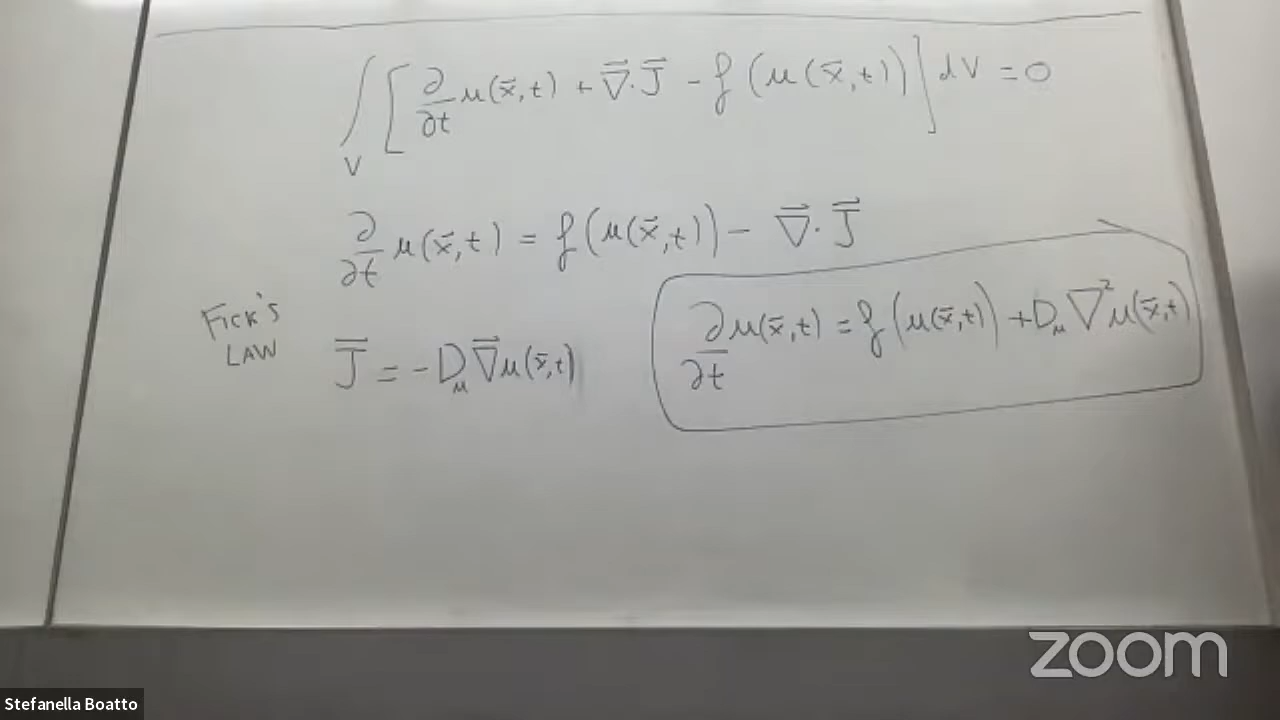 ∫_V [ ∂/∂t u(x⃗,t) + ∇⃗·J⃗ - f(u(x⃗,t)) ] dV = 0
∂/∂t u(x⃗,t) = f(u(x⃗,t)) - ∇⃗·J⃗
FICK'S
LAW
J⃗ = -D_u ∇⃗u(x⃗,t)
∂/∂t u(x⃗,t) = f(u(x⃗,t)) + D_u ∇²u(x⃗,t)
zoom
Stefanella Boatto